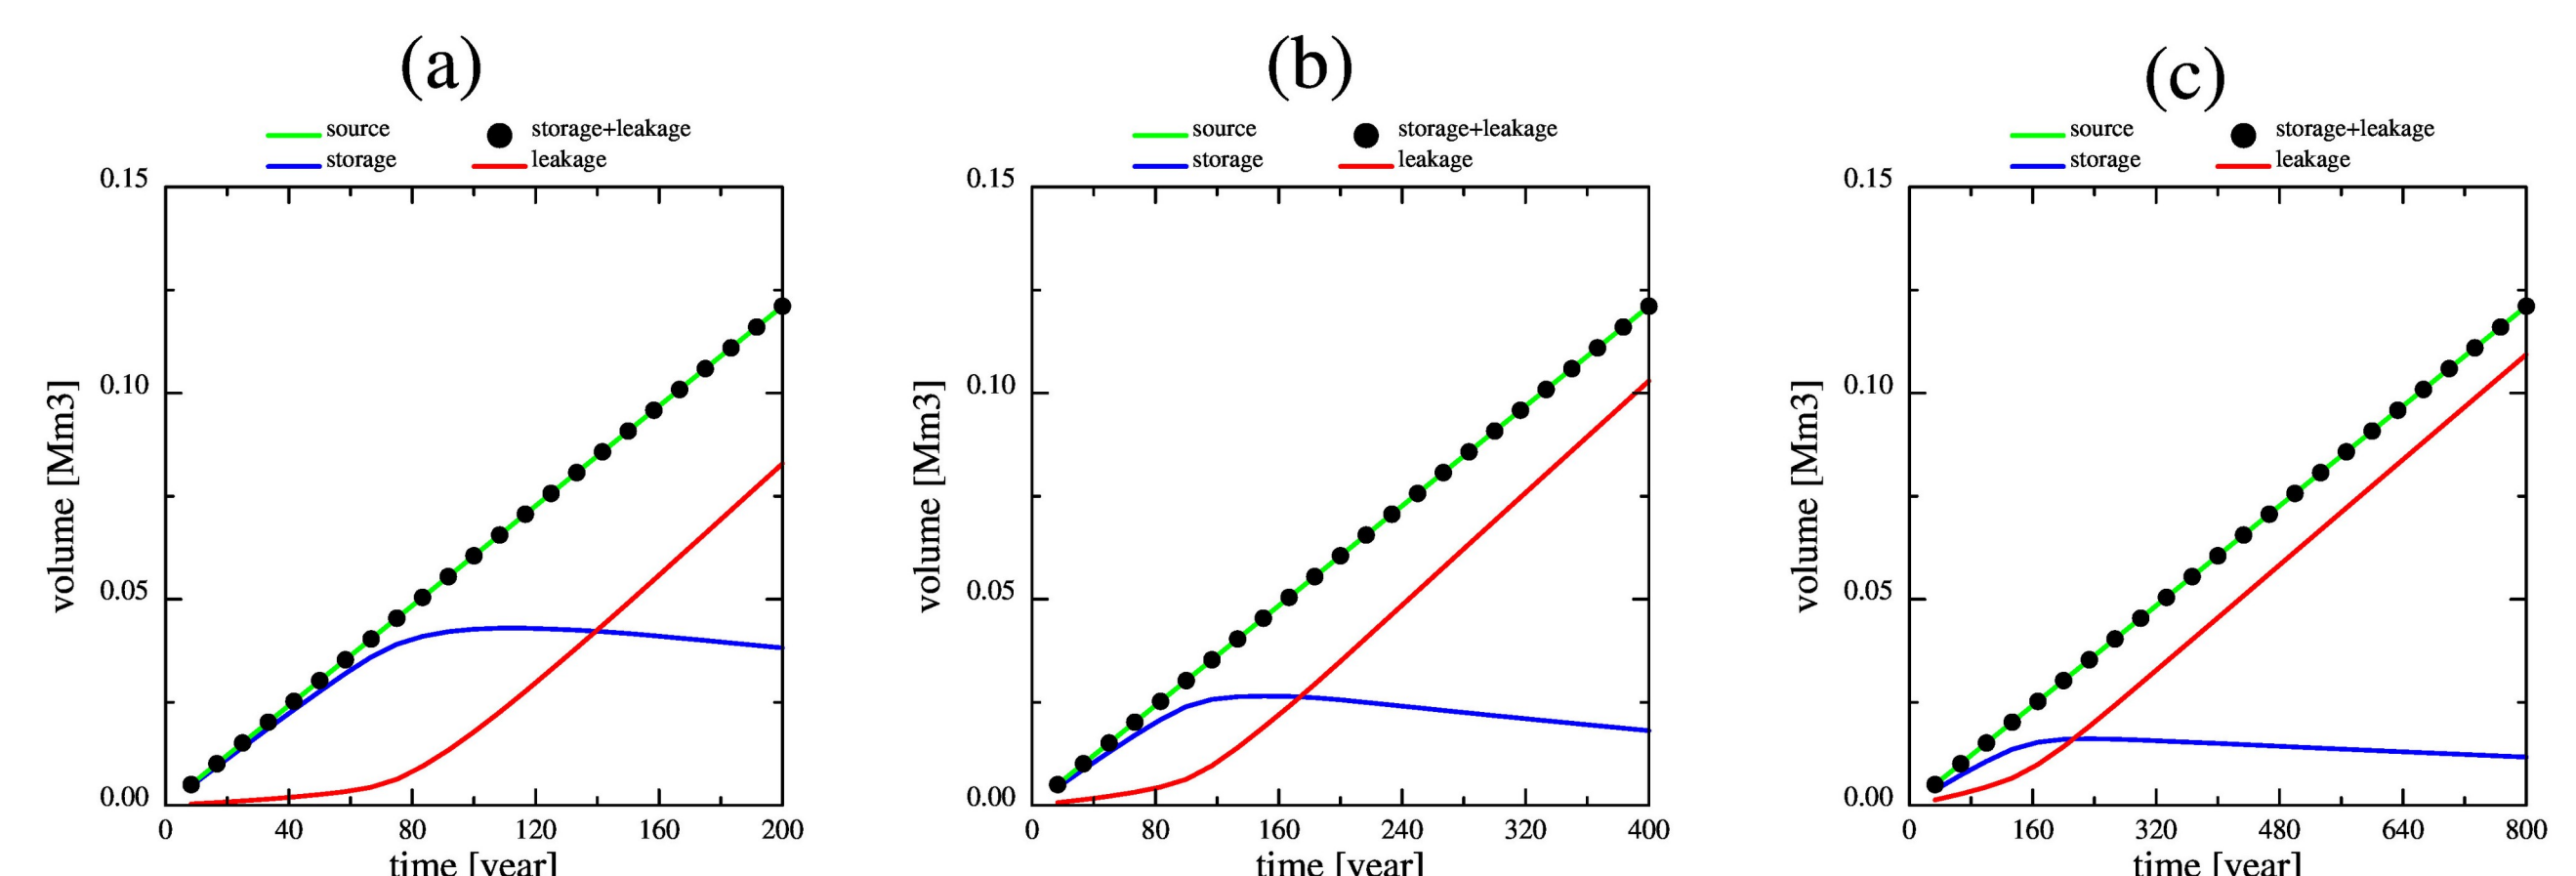 (a)
source
storage+leakage
storage
leakage
0.15
0.10
0.05
0.00
volume [Mm3]
0 40 80 120 160 200
time [year]
(b)
source
storage+leakage
storage
leakage
0.15
0.10
0.05
0.00
volume [Mm3]
0 80 160 240 320 400
time [year]
(c)
source
storage+leakage
storage
leakage
0.15
0.10
0.05
0.00
volume [Mm3]
0 160 320 480 640 800
time [year]